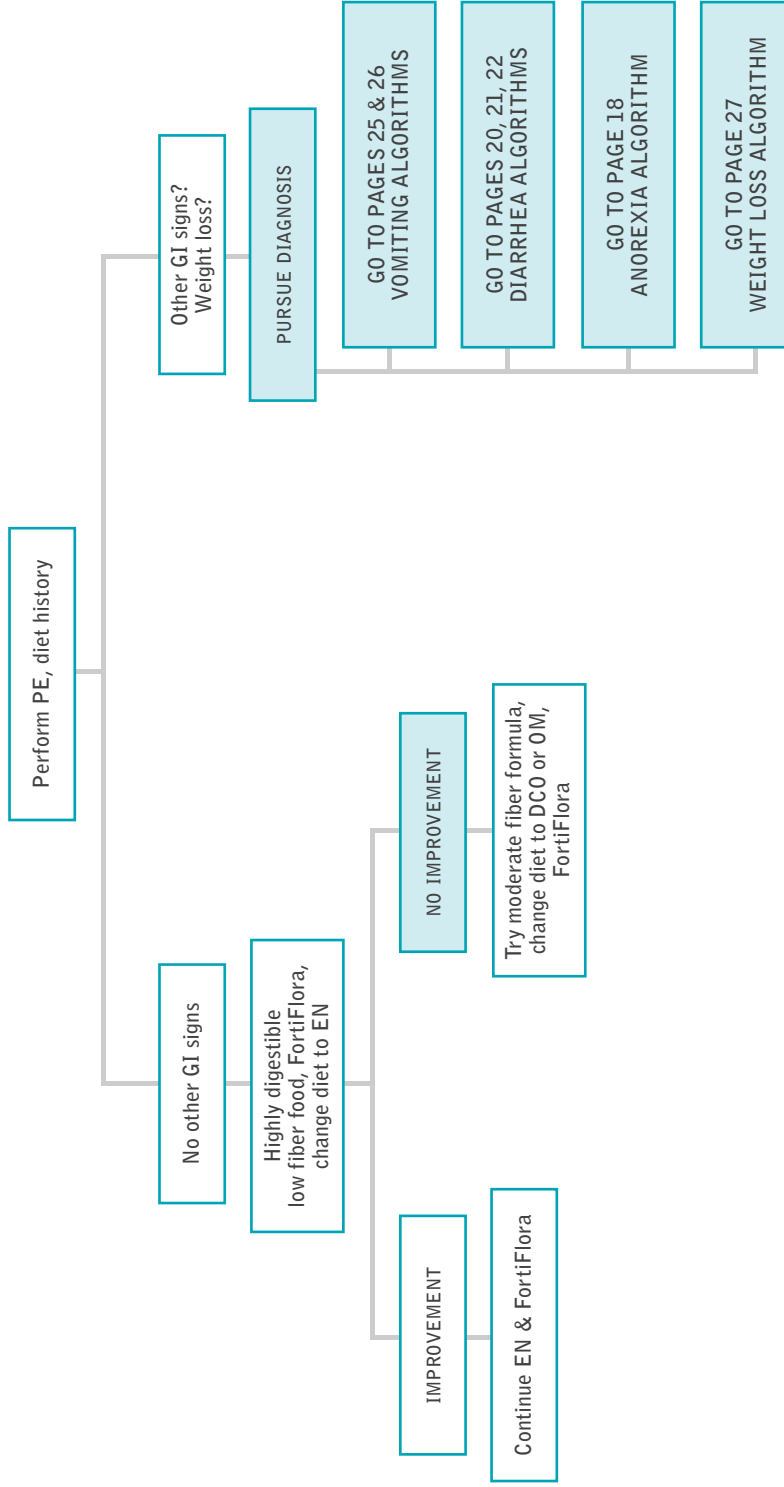 Perform PE, diet history
No other GI signs
Highly digestible
low fiber food, FortiFlora,
change diet to EN
IMPROVEMENT
Continue EN & FortiFlora
NO IMPROVEMENT
Try moderate fiber formula,
change diet to DCO or OM,
FortiFlora
Other GI signs?
Weight loss?
PURSUE DIAGNOSIS
GO TO PAGES 25 & 26
VOMITING ALGORITHMS
GO TO PAGES 20, 21, 22
DIARRHEA ALGORITHMS
GO TO PAGE 18
ANOREXIA ALGORITHM
GO TO PAGE 27
WEIGHT LOSS ALGORITHM